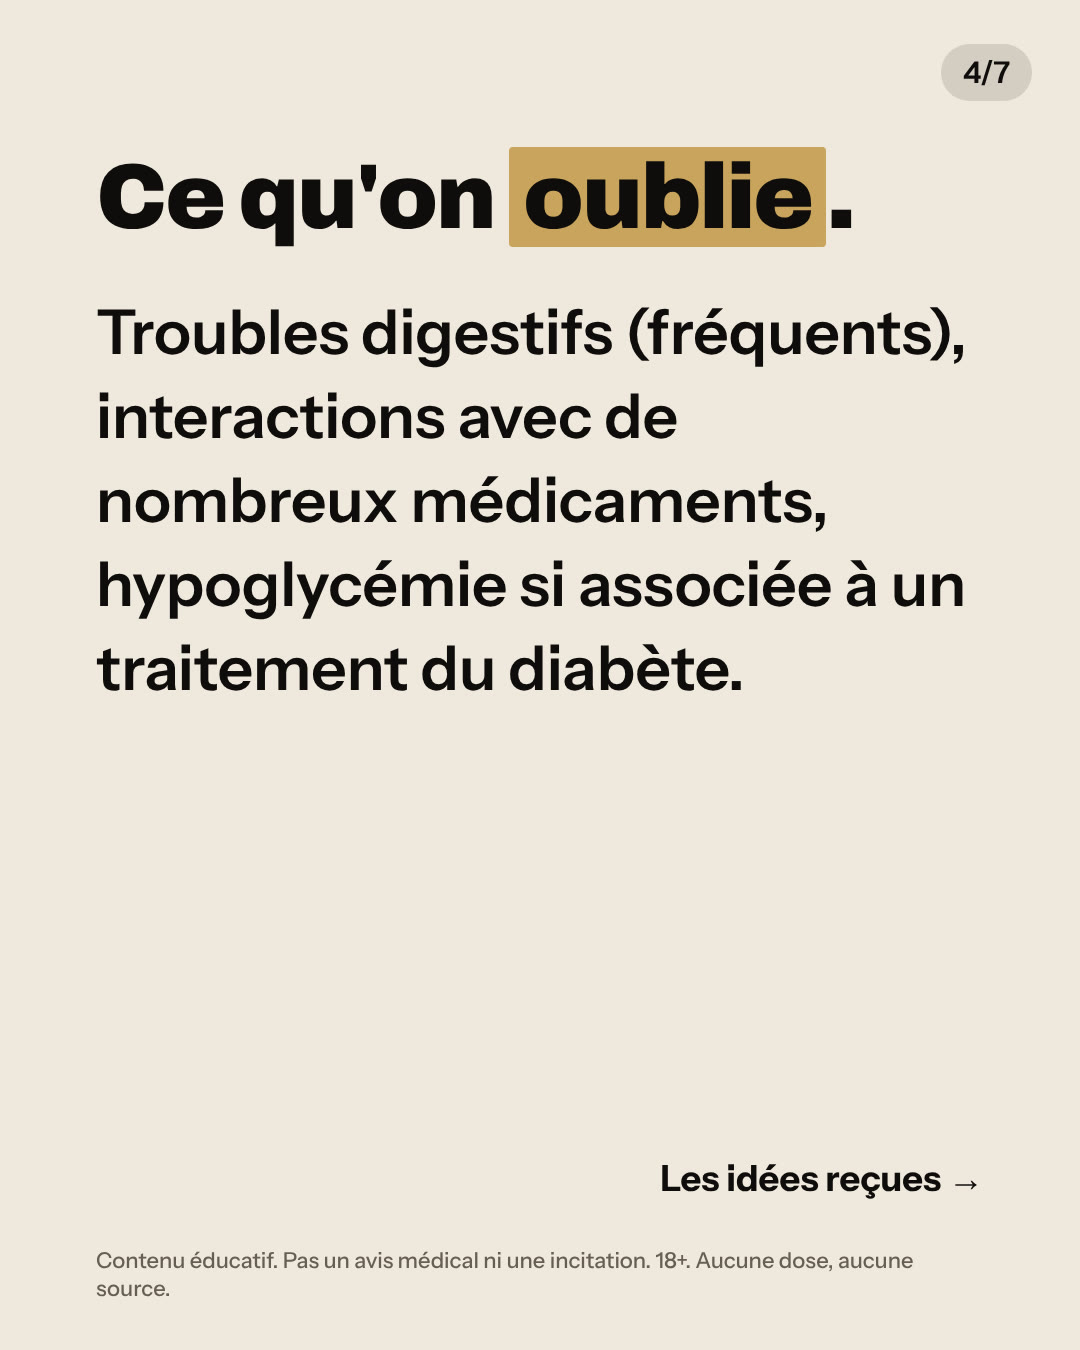 4/7
Ce qu'on oublie.
Troubles digestifs (fréquents),
interactions avec de
nombreux médicaments,
hypoglycémie si associée à un
traitement du diabète.
Les idées reçues →
Contenu éducatif. Pas un avis médical ni une incitation. 18+. Aucune dose, aucune
source.